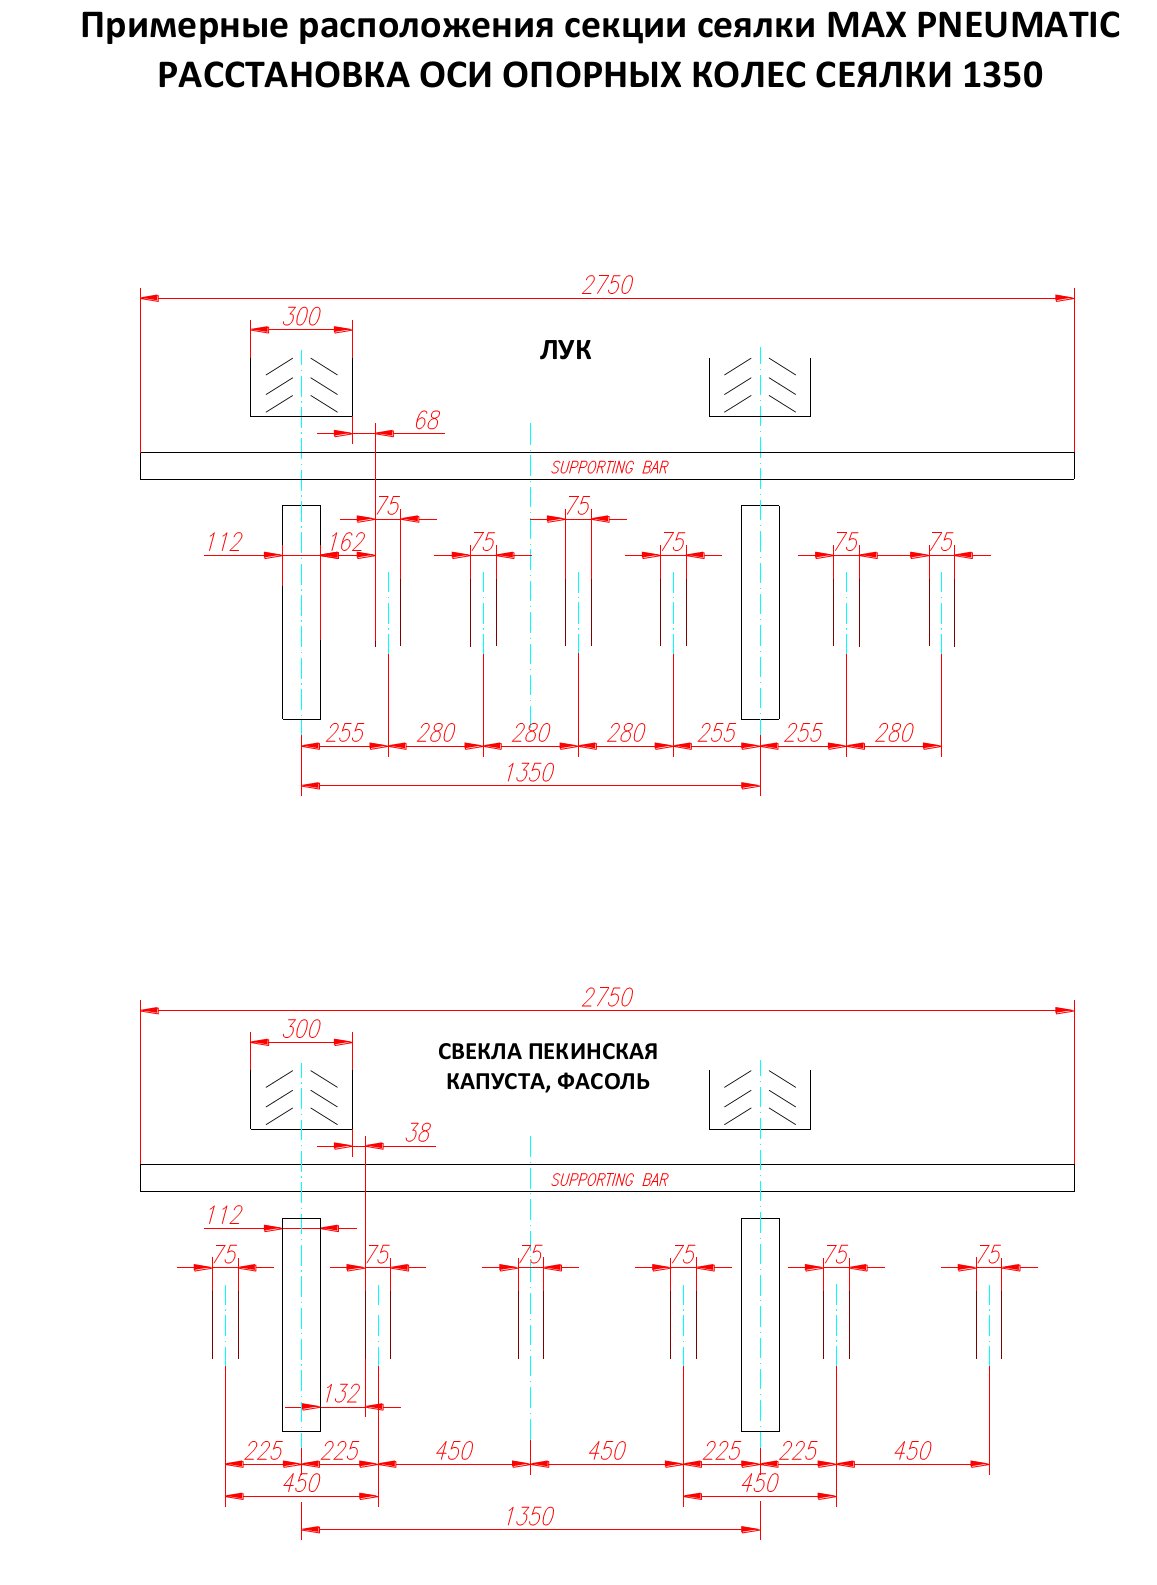 Примерные расположения секции сеялки MAX PNEUMATIC
РАССТАНОВКА ОСИ ОПОРНЫХ КОЛЕС СЕЯЛКИ 1350
2750
300
ЛУК
68
SUPPORTING BAR
75 75
112 162 75 75 75 75
255 280 280 280 255 255 280
1350
2750
300
СВЕКЛА ПЕКИНСКАЯ
КАПУСТА, ФАСОЛЬ
38
SUPPORTING BAR
112
75 75 75 75 75 75
132
225 225 450 450 225 225 450
450 450
1350